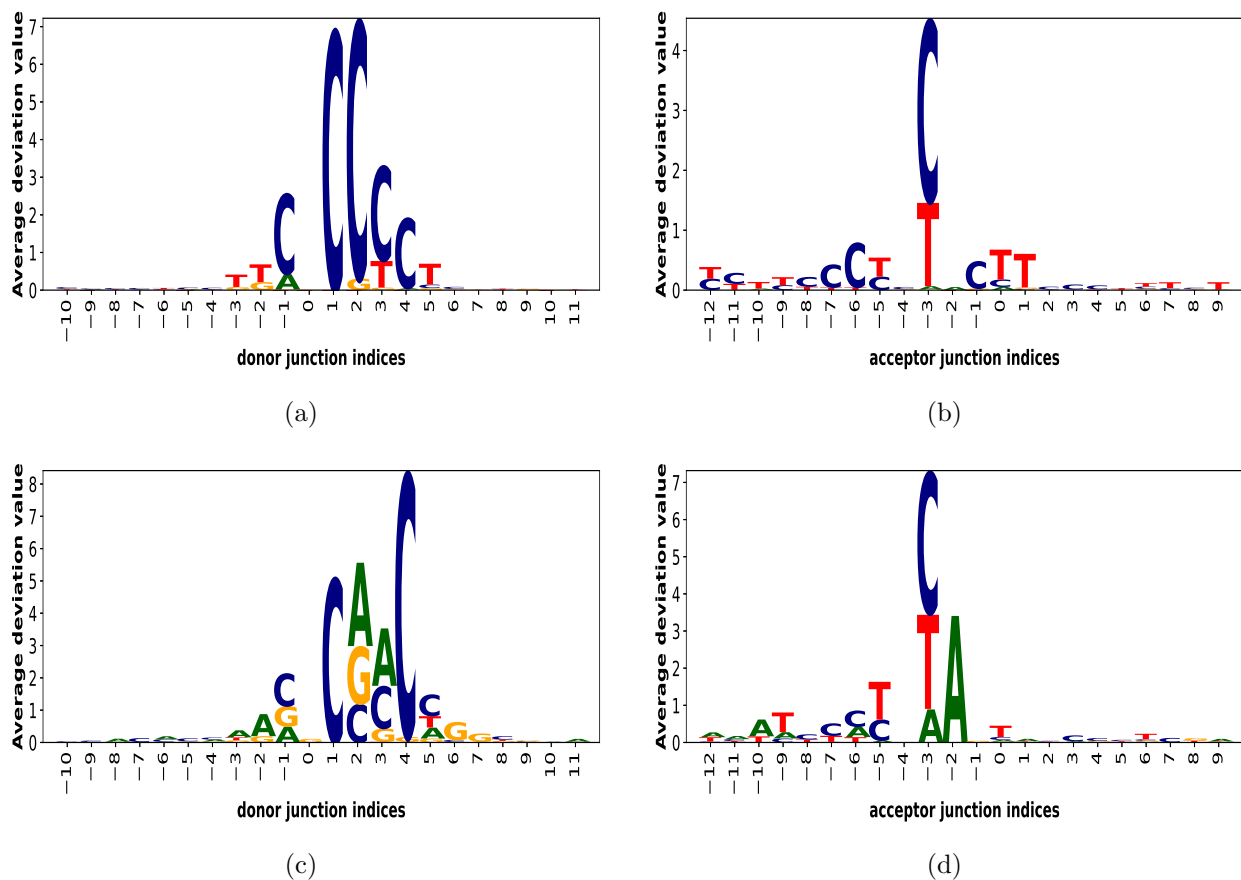 Average deviation value
7
6
5
4
3
2
1
0
C C C C C
T T A G T T
−10 −9 −8 −7 −6 −5 −4 −3 −2 −1 0 1 2 3 4 5 6 7 8 9 10 11
donor junction indices
(a)
Average deviation value
4
3
2
1
0
C
T C C C C T C T C T T
−12 −11 −10 −9 −8 −7 −6 −5 −4 −3 −2 −1 0 1 2 3 4 5 6 7 8 9
acceptor junction indices
(b)
Average deviation value
8
7
6
5
4
3
2
1
0
A C G A C A G C A C C G C C A G G
−10 −9 −8 −7 −6 −5 −4 −3 −2 −1 0 1 2 3 4 5 6 7 8 9 10 11
donor junction indices
(c)
Average deviation value
7
6
5
4
3
2
1
0
C
A T C C A T C T A A T
−12 −11 −10 −9 −8 −7 −6 −5 −4 −3 −2 −1 0 1 2 3 4 5 6 7 8 9
acceptor junction indices
(d)